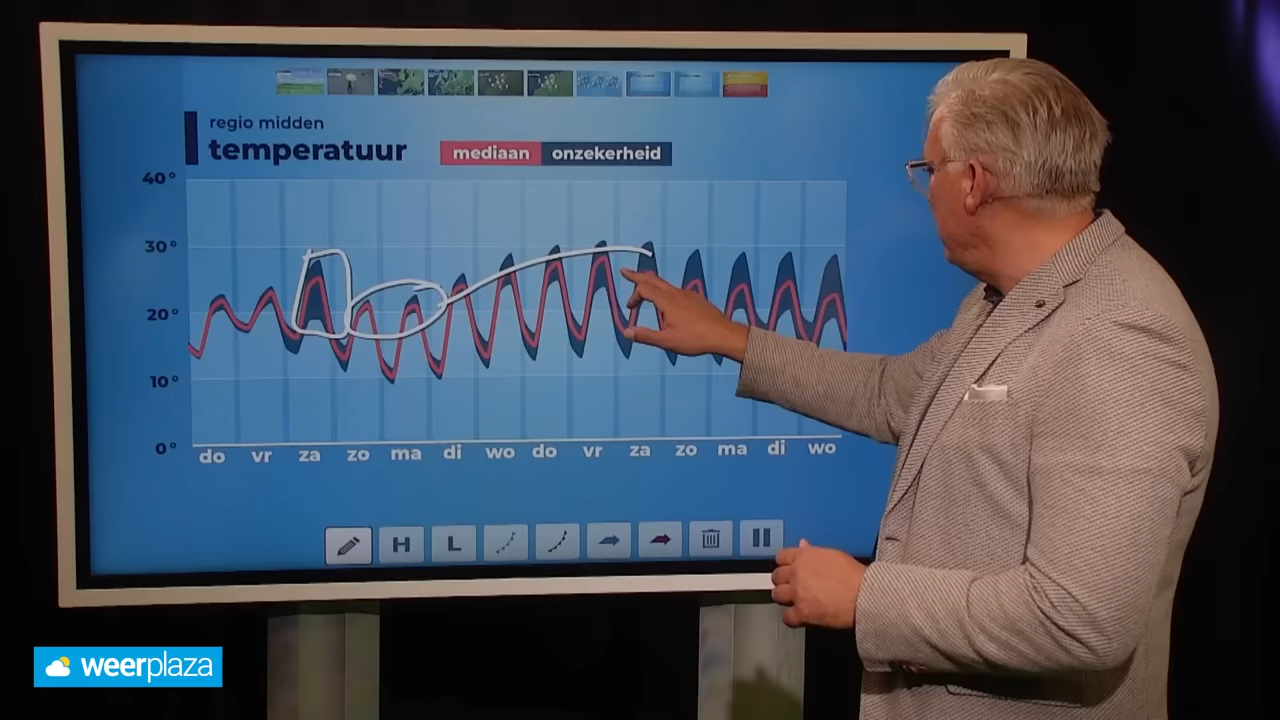 regio midden
temperatuur
mediaan onzekerheid
40°
30°
20°
10°
0°
do vr za zo ma di wo do vr za zo ma di wo
H L
weerplaza